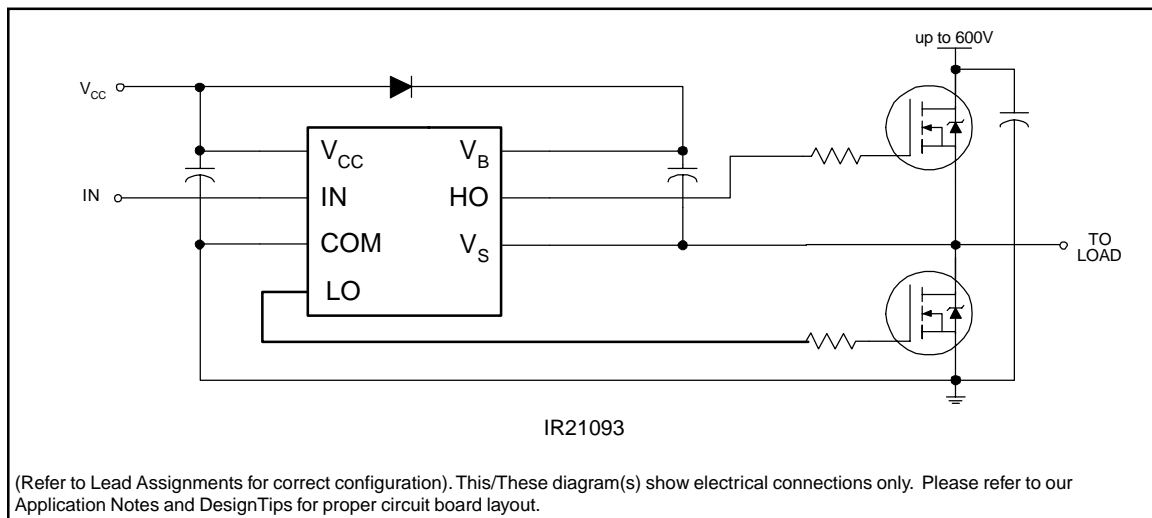 up to 600V
VCC
VCC
VB
IN
IN
HO
COM
VS
TO
LOAD
LO
IR21093
(Refer to Lead Assignments for correct configuration). This/These diagram(s) show electrical connections only. Please refer to our
Application Notes and DesignTips for proper circuit board layout.